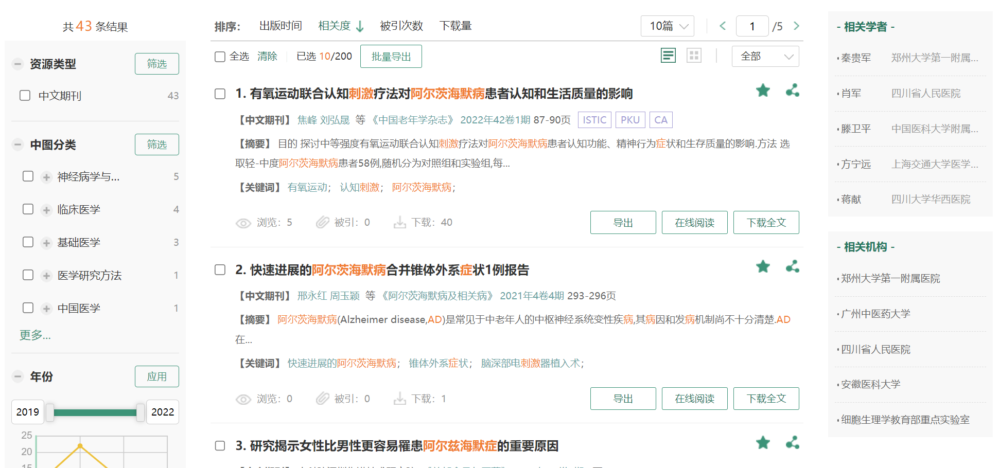 共 43 条结果
资源类型 筛选
中文期刊 43
中图分类 筛选
神经病学与... 5
临床医学 4
基础医学 3
医学研究方法 1
中国医学 1
更多...
年份 应用
2019 2022
25
20
15
排序: 出版时间 相关度 被引次数 下载量 10篇 1 /5
全选 清除 已选 10/200 批量导出 全部
1. 有氧运动联合认知刺激疗法对阿尔茨海默病患者认知和生活质量的影响
【中文期刊】 焦峰 刘弘晟 等 《中国老年学杂志》 2022年42卷1期 87-90页 ISTIC PKU CA
【摘要】 目的 探讨中等强度有氧运动联合认知刺激疗法对阿尔茨海默病患者认知功能、精神行为症状和生存质量的影响.方法 选
取轻-中度阿尔茨海默病患者58例,随机分为对照组和实验组,每...
【关键词】 有氧运动； 认知刺激； 阿尔茨海默病；
浏览：5 被引：0 下载：40 导出 在线阅读 下载全文
2. 快速进展的阿尔茨海默病合并锥体外系症状1例报告
【中文期刊】 邢永红 周玉颖 等 《阿尔茨海默病及相关病》 2021年4卷4期 293-296页
【摘要】 阿尔茨海默病(Alzheimer disease,AD)是常见于中老年人的中枢神经系统变性疾病,其病因和发病机制尚不十分清楚.AD
在...
【关键词】 快速进展的阿尔茨海默病； 锥体外系症状； 脑深部电刺激器植入术；
浏览：0 被引：0 下载：1 导出 在线阅读 下载全文
3. 研究揭示女性比男性更容易罹患阿尔兹海默症的重要原因
- 相关学者 -
秦贵军 郑州大学第一附属...
肖军 四川省人民医院
滕卫平 中国医科大学附属...
方宁远 上海交通大学医学...
蒋献 四川大学华西医院
- 相关机构 -
郑州大学第一附属医院
广州中医药大学
四川省人民医院
安徽医科大学
细胞生理学教育部重点实验室